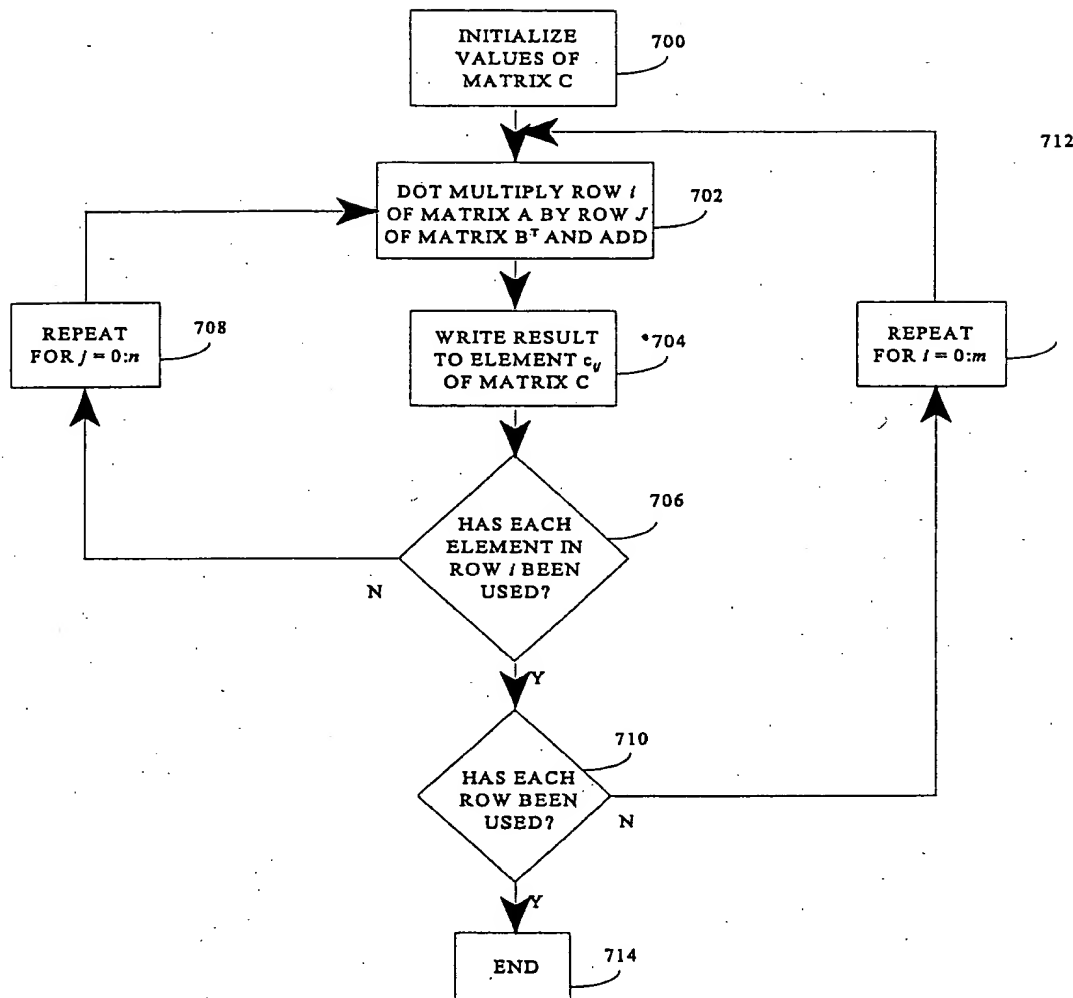 INITIALIZE
VALUES OF
MATRIX C
700
712
DOT MULTIPLY ROW i
OF MATRIX A BY ROW J
OF MATRIX Bᵀ AND ADD
702
REPEAT
FOR j = 0:n
708
WRITE RESULT
TO ELEMENT cij
OF MATRIX C
704
REPEAT
FOR i = 0:m
HAS EACH
ELEMENT IN
ROW i BEEN
USED?
706
N
Y
HAS EACH
ROW BEEN
USED?
710
N
Y
END
714